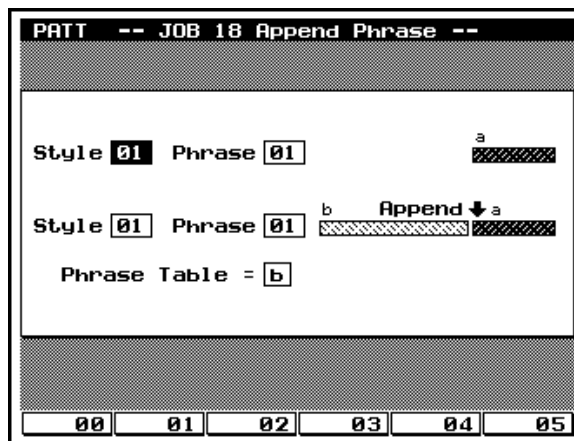 PATT -- JOB 18 Append Phrase --
a
Style 01 Phrase 01
b Append a
Style 01 Phrase 01
Phrase Table = b
00 01 02 03 04 05